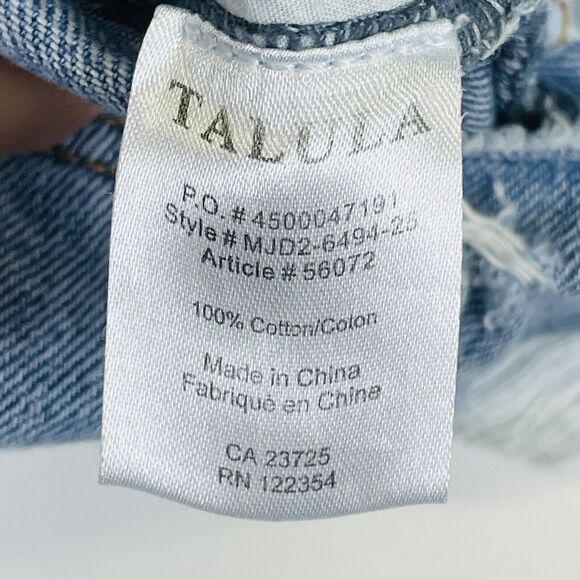 TALULA
P.O. # 4500047191
Style # MJD2-6494-25
Article # 56072
100% Cotton/Colon
Made in China
Fabriqué en Chine
CA 23725
RN 122354